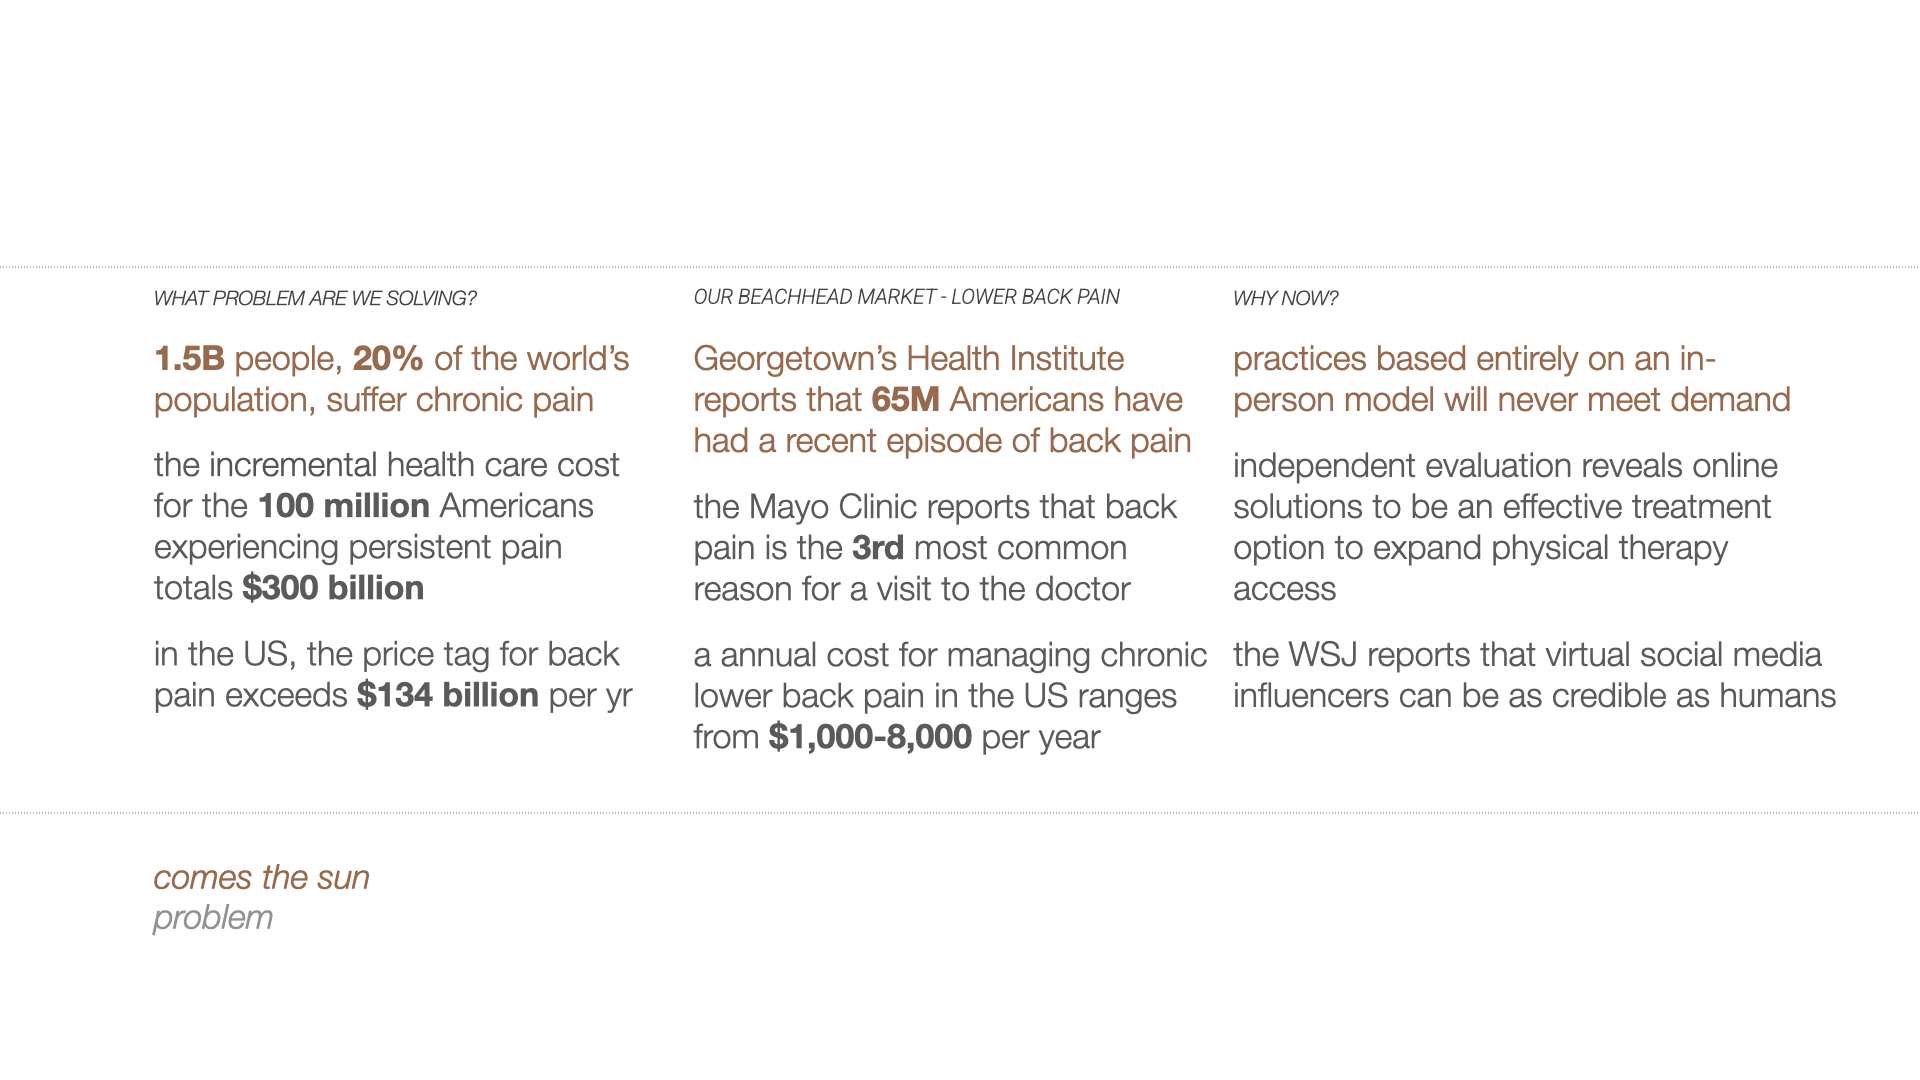 WHAT PROBLEM ARE WE SOLVING?
1.5B people, 20% of the world's
population, suffer chronic pain
the incremental health care cost
for the 100 million Americans
experiencing persistent pain
totals $300 billion
in the US, the price tag for back
pain exceeds $134 billion per yr
OUR BEACHHEAD MARKET - LOWER BACK PAIN
Georgetown's Health Institute
reports that 65M Americans have
had a recent episode of back pain
the Mayo Clinic reports that back
pain is the 3rd most common
reason for a visit to the doctor
a annual cost for managing chronic
lower back pain in the US ranges
from $1,000-8,000 per year
WHY NOW?
practices based entirely on an in-
person model will never meet demand
independent evaluation reveals online
solutions to be an effective treatment
option to expand physical therapy
access
the WSJ reports that virtual social media
influencers can be as credible as humans
comes the sun
problem